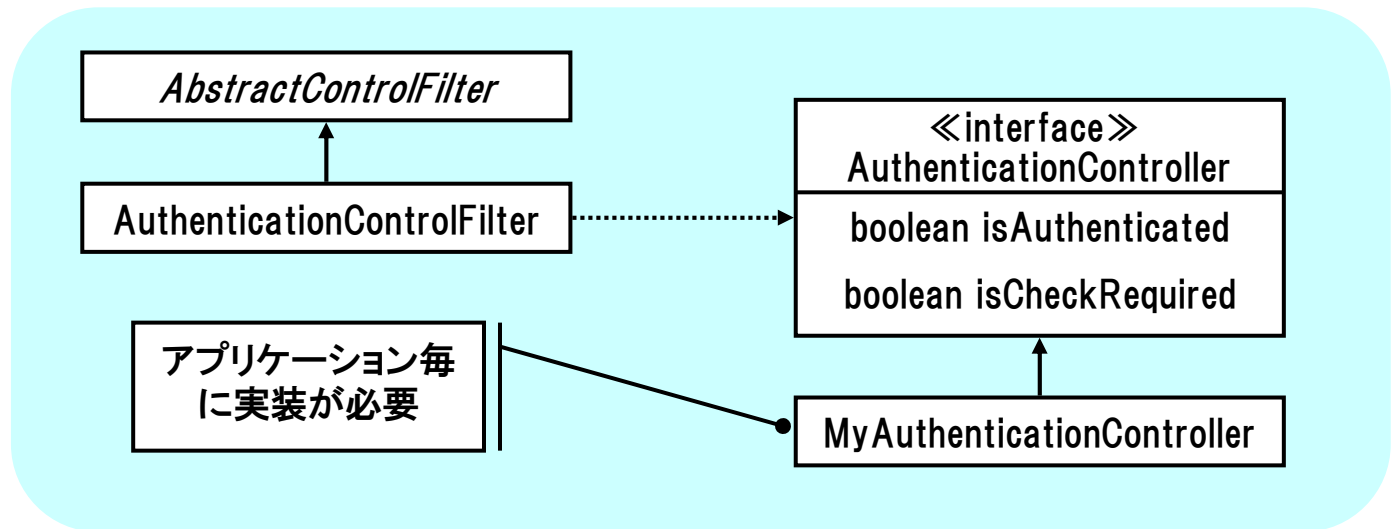 AbstractControlFilter
≪interface≫
AuthenticationController
AuthenticationControlFilter
boolean isAuthenticated
boolean isCheckRequired
アプリケーション毎
に実装が必要
MyAuthenticationController